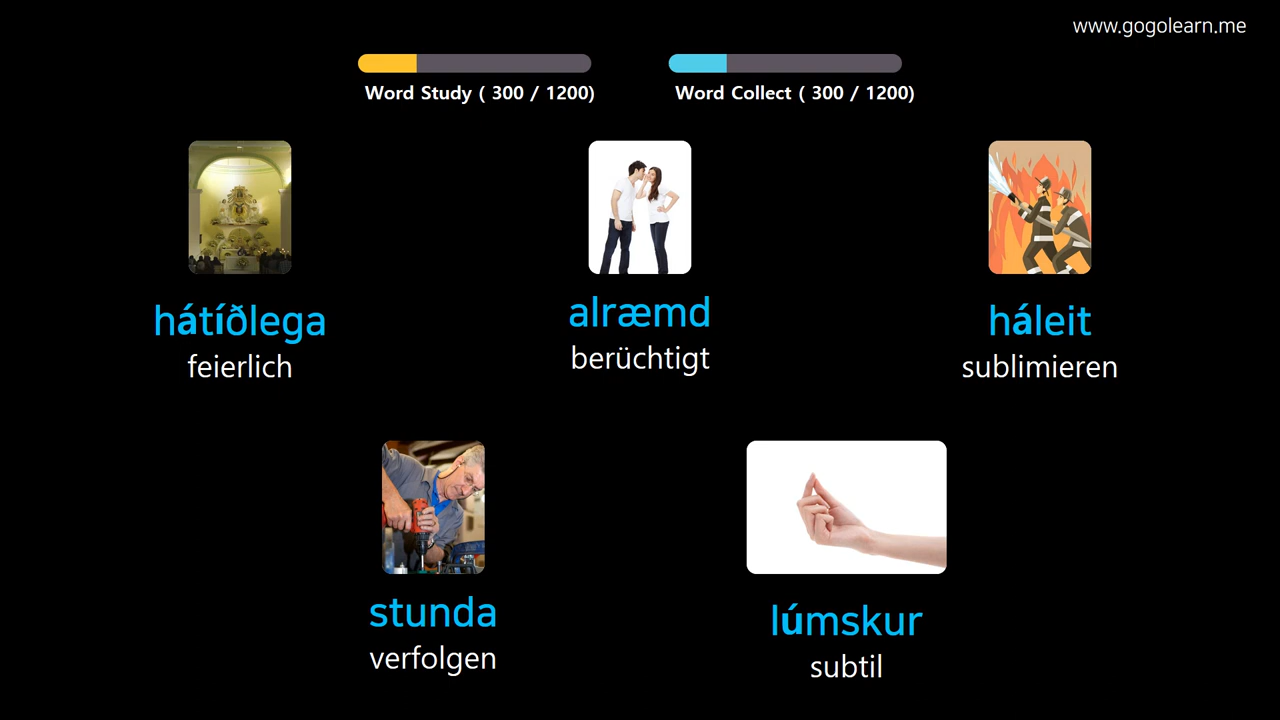 www.gogolearn.me
Word Study ( 300 / 1200)
Word Collect ( 300 / 1200)
hátíðlega
feierlich
alræmd
berüchtigt
háleit
sublimieren
stunda
verfolgen
lúmskur
subtil